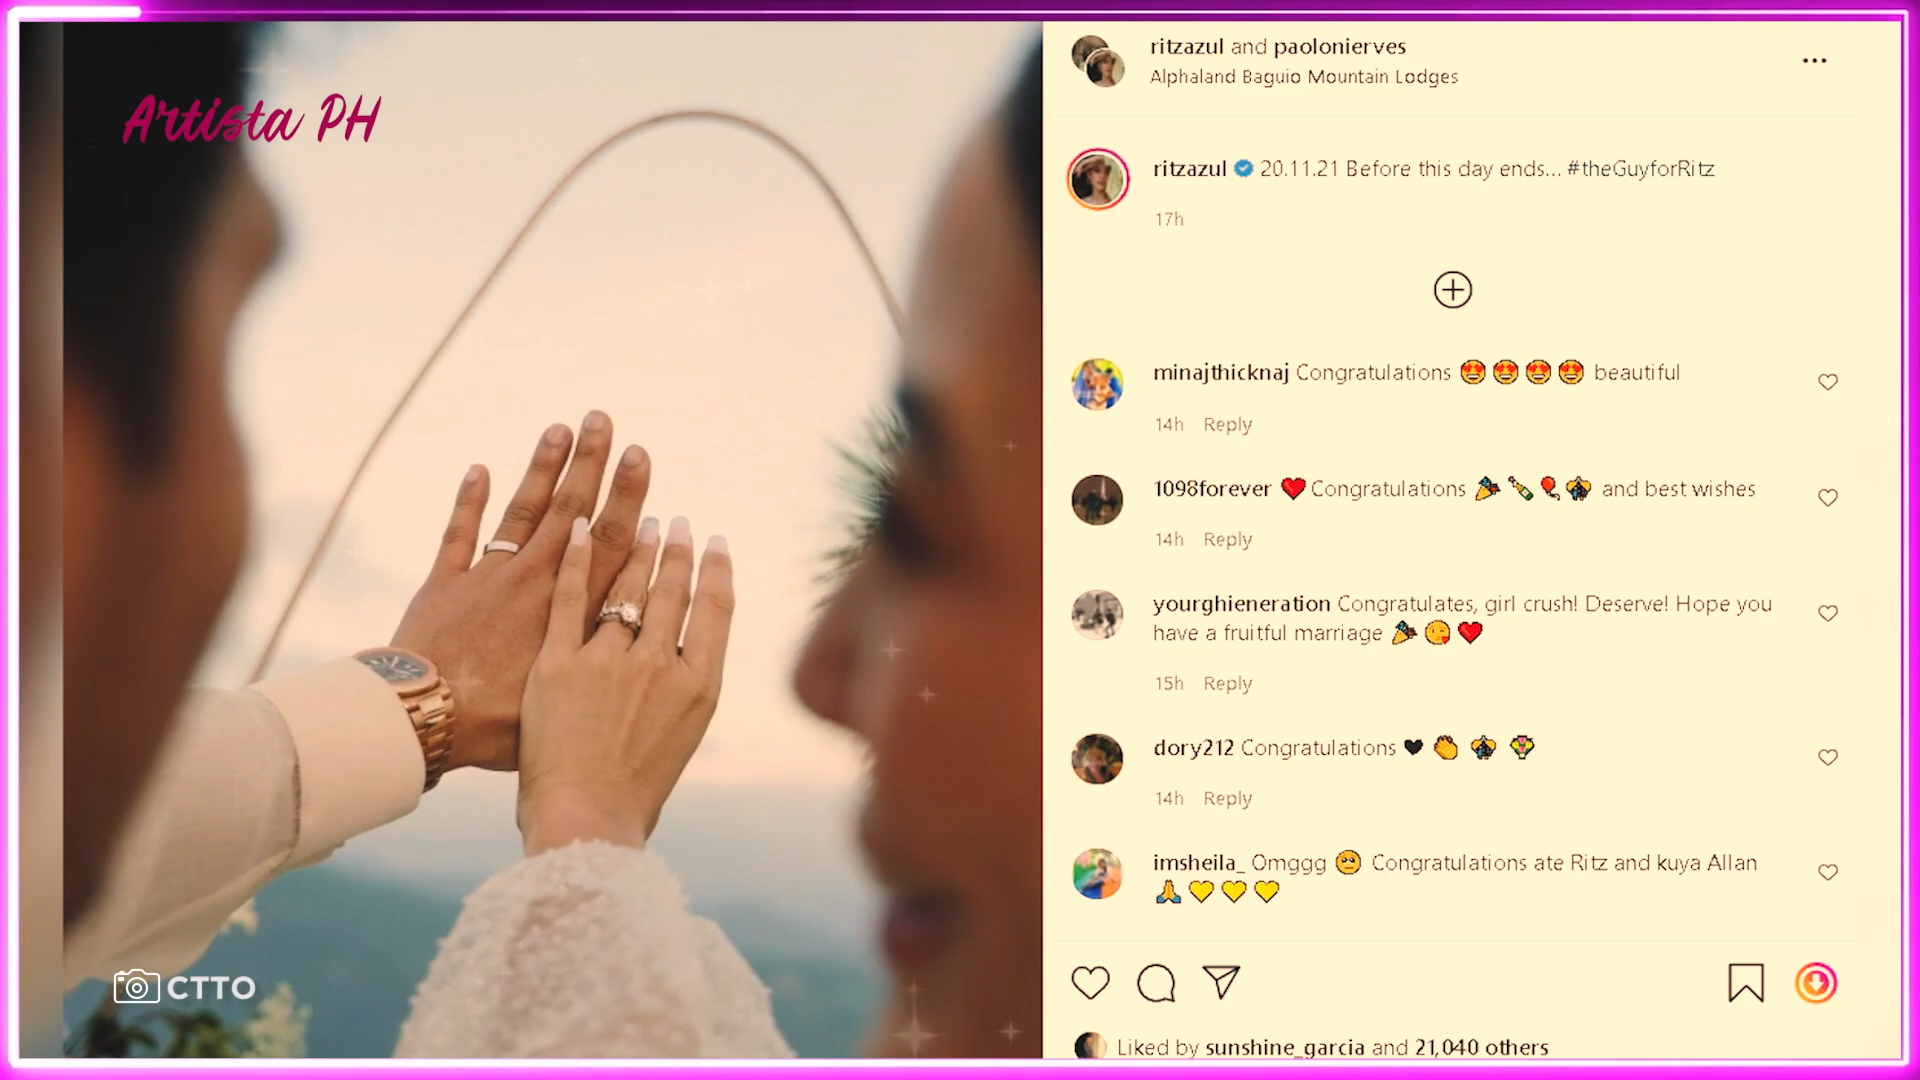 Artista PH
CTTO
ritzazul and paolonierves
Alphaland Baguio Mountain Lodges
ritzazul 20.11.21 Before this day ends... #theGuyforRitz
17h
minajthicknaj Congratulations 😍😍😍😍 beautiful
14h Reply
1098forever ❤️Congratulations 🎉🍾🎈🎊 and best wishes
14h Reply
yourghieneration Congratulates, girl crush! Deserve! Hope you
have a fruitful marriage 🎉😘❤️
15h Reply
dory212 Congratulations 🖤👏🎊💐
14h Reply
imsheila_ Omggg 🥺 Congratulations ate Ritz and kuya Allan
🙏💛💛💛
Liked by sunshine_garcia and 21,040 others